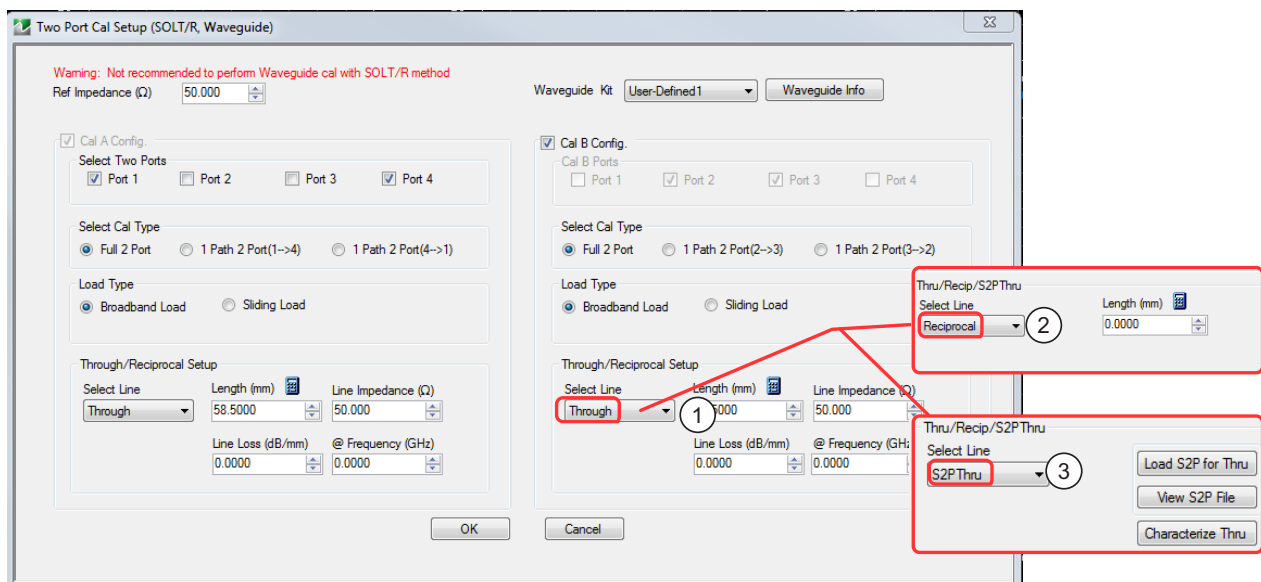 Two Port Cal Setup (SOLT/R, Waveguide)
Warning: Not recommended to perform Waveguide cal with SOLT/R method
Ref Impedance (Ω) 50.000
Waveguide Kit User-Defined1 Waveguide Info
Cal A Config.
Select Two Ports
Port 1 Port 2 Port 3 Port 4
Select Cal Type
Full 2 Port 1 Path 2 Port(1-->4) 1 Path 2 Port(4-->1)
Load Type
Broadband Load Sliding Load
Through/Reciprocal Setup
Select Line Length (mm) Line Impedance (Ω)
Through 58.5000 50.000
Line Loss (dB/mm) @ Frequency (GHz)
0.0000 0.0000
Cal B Config.
Cal B Ports
Port 1 Port 2 Port 3 Port 4
Select Cal Type
Full 2 Port 1 Path 2 Port(2-->3) 1 Path 2 Port(3-->2)
Load Type
Broadband Load Sliding Load
Through/Reciprocal Setup
Select Line Length (mm) Line Impedance (Ω)
Through 1 5000 50.000
Line Loss (dB/mm) @ Frequency (GHz
0.0000 0.0000
OK Cancel
Thru/Recip/S2PThru
Select Line Length (mm)
Reciprocal 2 0.0000
Thru/Recip/S2PThru
Select Line
S2PThru 3
Load S2P for Thru
View S2P File
Characterize Thru